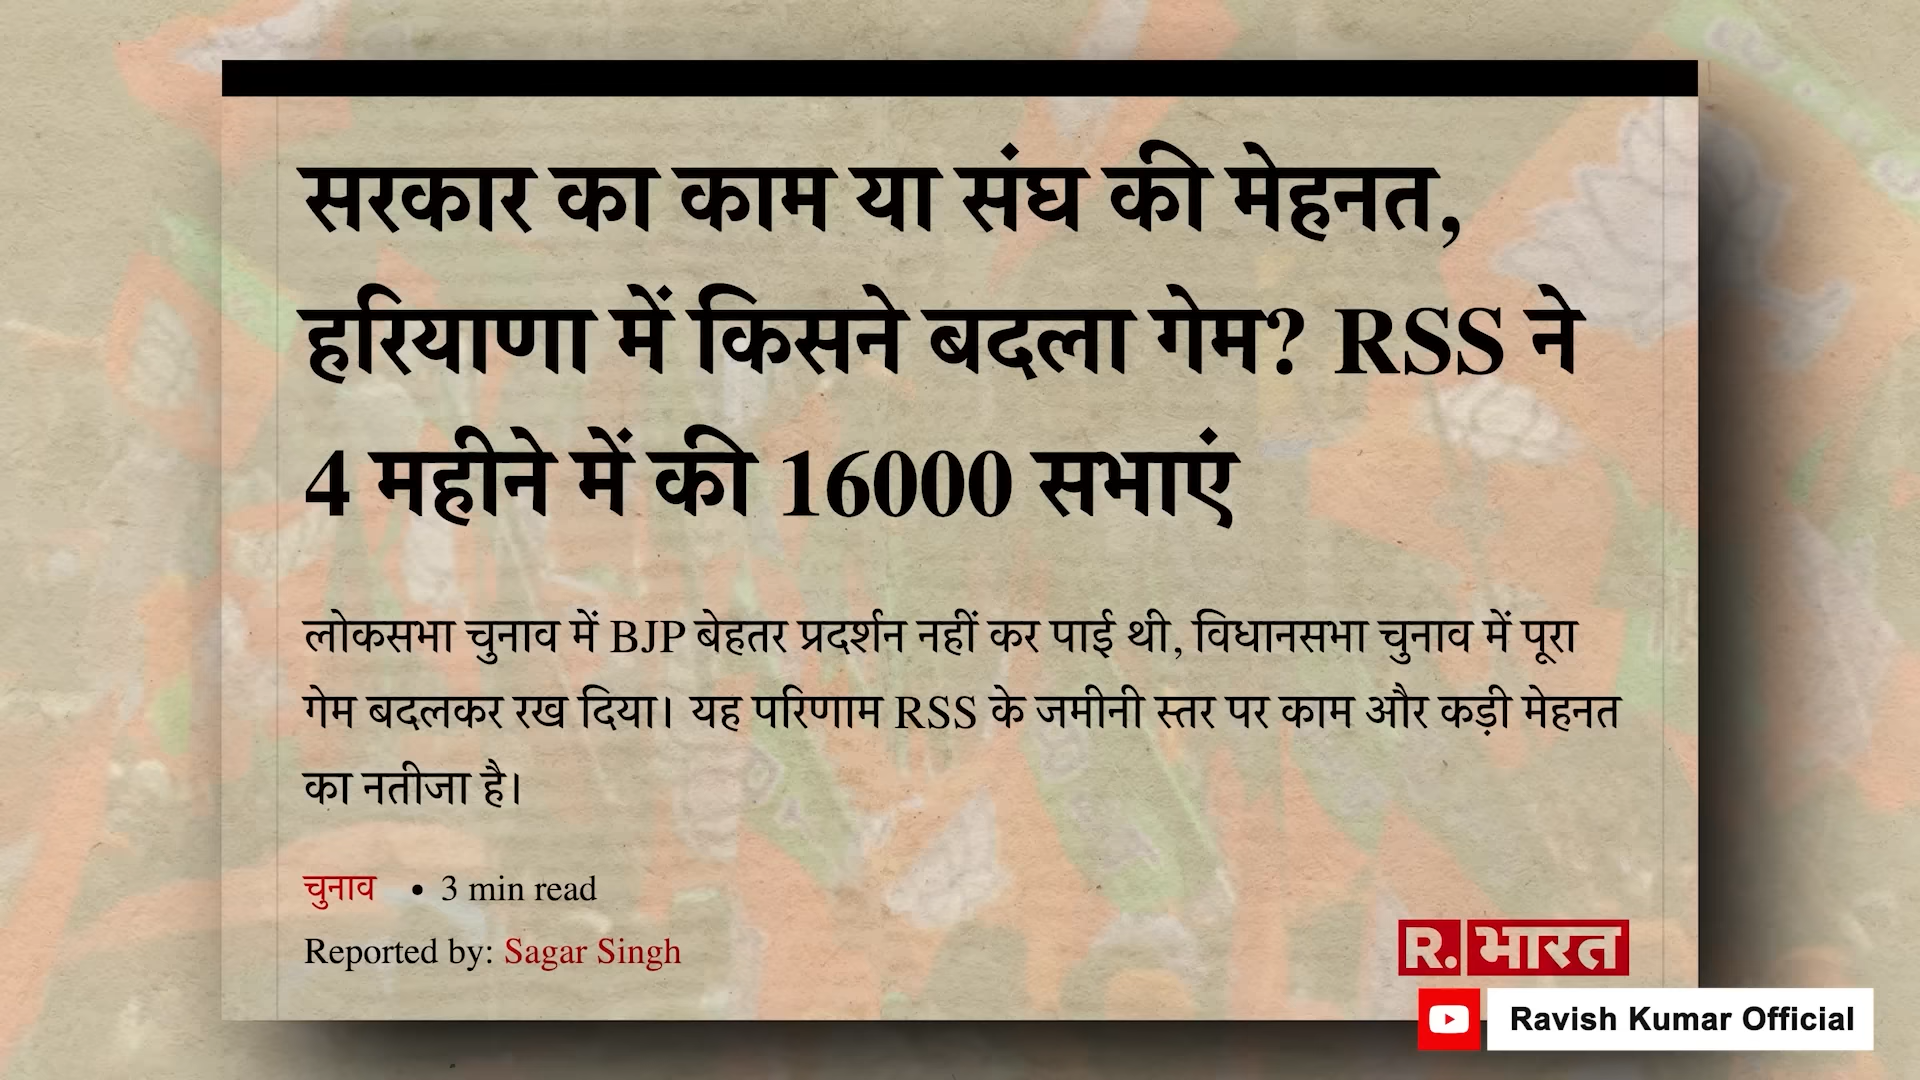 सरकार का काम या संघ की मेहनत,
हरियाणा में किसने बदला गेम? RSS ने
4 महीने में की 16000 सभाएं
लोकसभा चुनाव में BJP बेहतर प्रदर्शन नहीं कर पाई थी, विधानसभा चुनाव में पूरा
गेम बदलकर रख दिया। यह परिणाम RSS के जमीनी स्तर पर काम और कड़ी मेहनत
का नतीजा है।
चुनाव • 3 min read
Reported by: Sagar Singh
R. भारत
Ravish Kumar Official